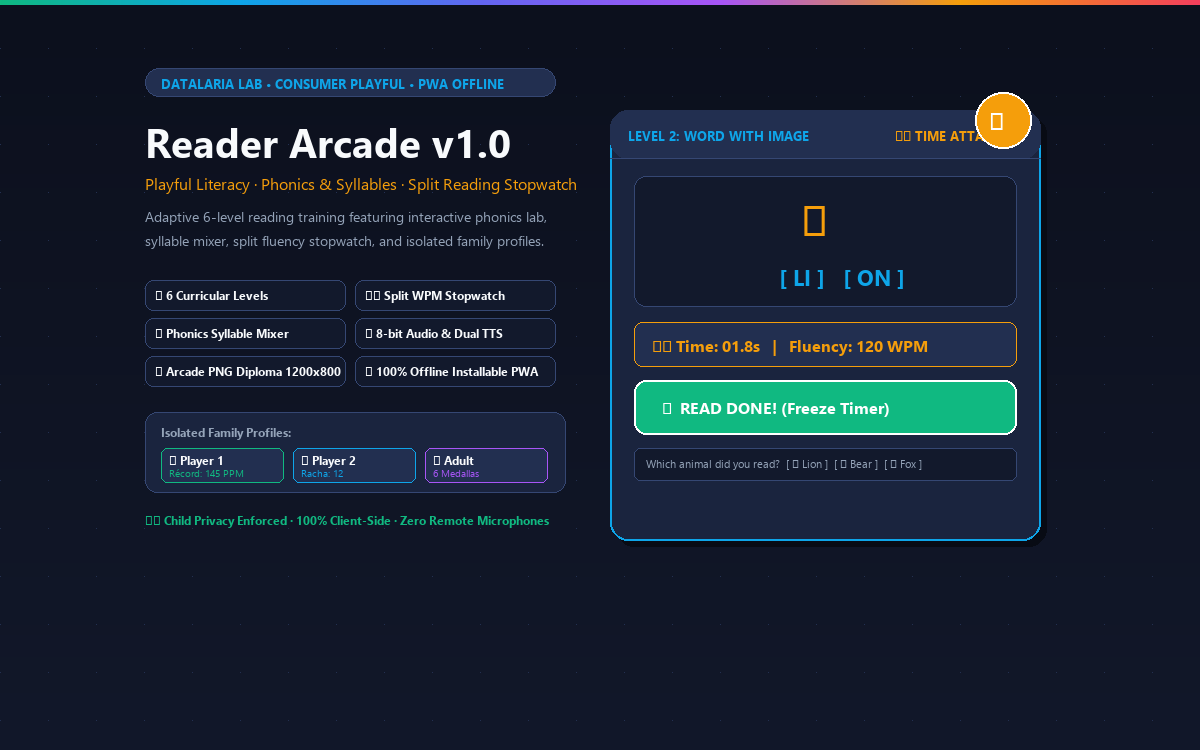 DATALARIA LAB • CONSUMER PLAYFUL • PWA OFFLINE
Reader Arcade v1.0
Playful Literacy · Phonics & Syllables · Split Reading Stopwatch
Adaptive 6-level reading training featuring interactive phonics lab,
syllable mixer, split fluency stopwatch, and isolated family profiles.
6 Curricular Levels
Split WPM Stopwatch
Phonics Syllable Mixer
8-bit Audio & Dual TTS
Arcade PNG Diploma 1200x800
100% Offline Installable PWA
Isolated Family Profiles:
Player 1
Récord: 145 PPM
Player 2
Racha: 12
Adult
6 Medallas
Child Privacy Enforced · 100% Client-Side · Zero Remote Microphones
LEVEL 2: WORD WITH IMAGE
TIME
[ LI ] [ ON ]
Time: 01.8s | Fluency: 120 WPM
READ DONE! (Freeze Timer)
Which animal did you read? [ Lion ] [ Bear ] [ Fox ]